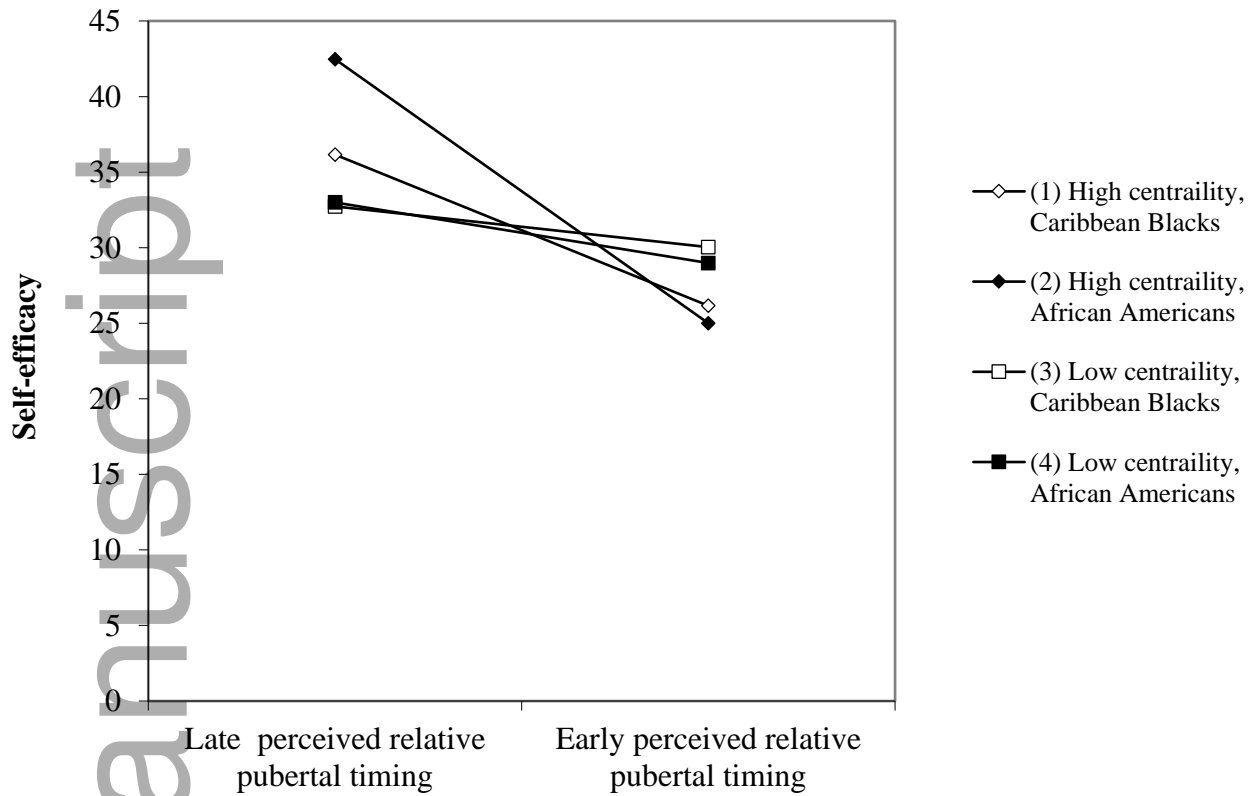 45
40
35
30
25
20
15
10
5
0
Self-efficacy
Late perceived relative
pubertal timing
Early perceived relative
pubertal timing
(1) High centraility,
Caribbean Blacks
(2) High centraility,
African Americans
(3) Low centraility,
Caribbean Blacks
(4) Low centraility,
African Americans
anuscript